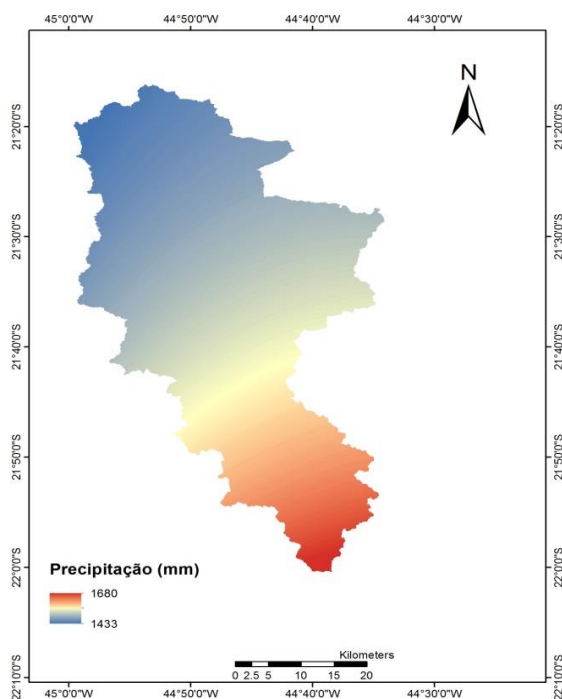 45°0'0"W 44°50'0"W 44°40'0"W 44°30'0"W
N
21°20'0"S 21°20'0"S
21°30'0"S 21°30'0"S
21°40'0"S 21°40'0"S
21°50'0"S 21°50'0"S
22°0'0"S 22°0'0"S
Precipitação (mm)
1680
1433
Kilometers
0 2.5 5 10 15 20
22°10'0"S 22°10'0"S
45°0'0"W 44°50'0"W 44°40'0"W 44°30'0"W